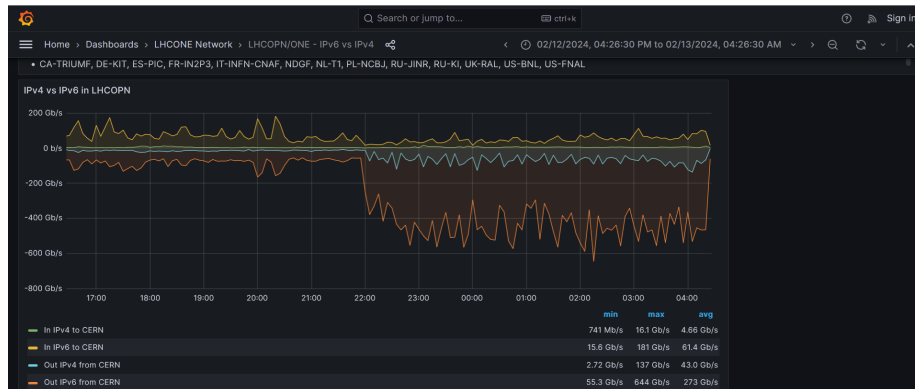 Search or jump to...
ctrl+k
Sign in
Home > Dashboards > LHCONE Network > LHCOPN/ONE - IPv6 vs IPv4
02/12/2024, 04:26:30 PM to 02/13/2024, 04:26:30 AM
• CA-TRIUMF, DE-KIT, ES-PIC, FR-IN2P3, IT-INFN-CNAF, NDGF, NL-T1, PL-NCBJ, RU-JINR, RU-KI, UK-RAL, US-BNL, US-FNAL
IPv4 vs IPv6 in LHCOPN
200 Gb/s
0 b/s
-200 Gb/s
-400 Gb/s
-600 Gb/s
-800 Gb/s
17:00 18:00 19:00 20:00 21:00 22:00 23:00 00:00 01:00 02:00 03:00 04:00
min max avg
In IPv4 to CERN 741 Mb/s 16.1 Gb/s 4.66 Gb/s
In IPv6 to CERN 15.6 Gb/s 181 Gb/s 61.4 Gb/s
Out IPv4 from CERN 2.72 Gb/s 137 Gb/s 43.0 Gb/s
Out IPv6 from CERN 55.3 Gb/s 644 Gb/s 273 Gb/s